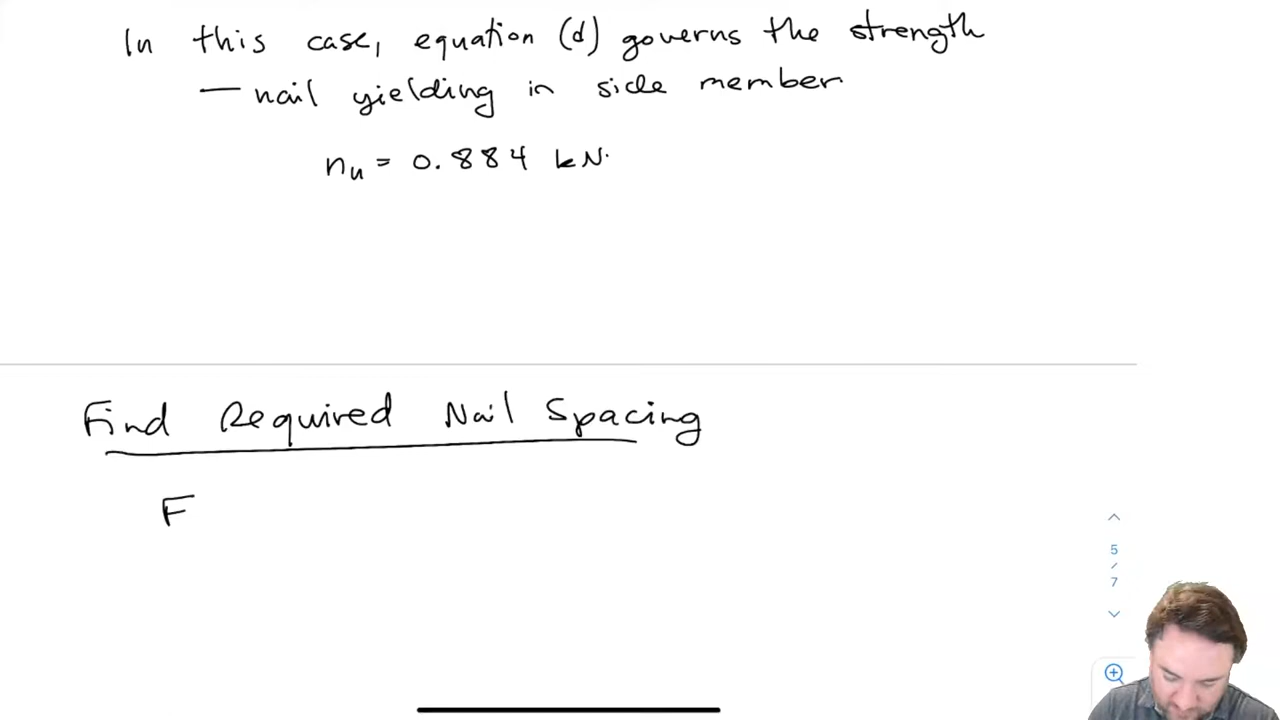 In this case, equation (d) governs the strength
— nail yielding in side member
nu = 0.884 kN.
Find Required Nail Spacing
F
5
/
7